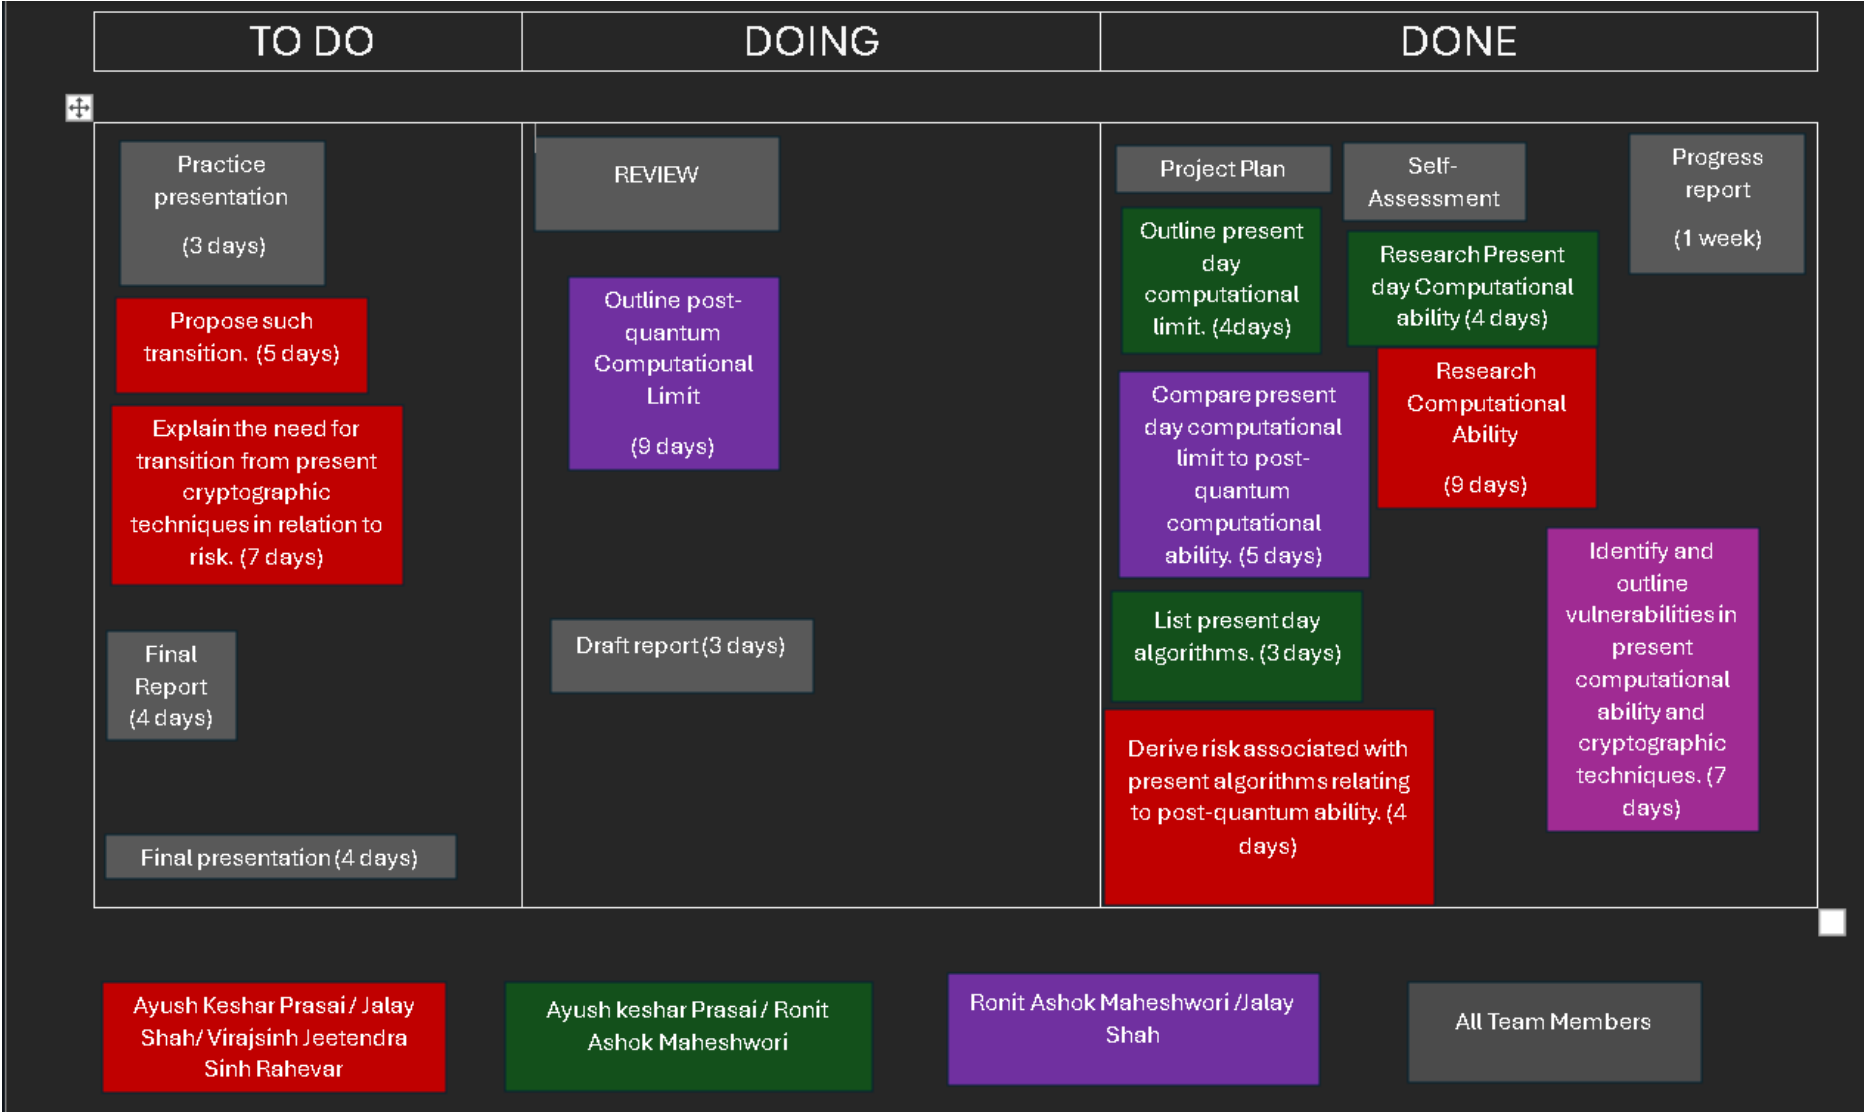 TO DO
DOING
DONE
Practice
presentation
(3 days)
Propose such
transition. (5 days)
Explain the need for
transition from present
cryptographic
techniques in relation to
risk. (7 days)
Final
Report
(4 days)
Final presentation (4 days)
REVIEW
Outline post-
quantum
Computational
Limit
(9 days)
Draft report (3 days)
Project Plan
Self-
Assessment
Progress
report
(1 week)
Outline present
day
computational
limit. (4days)
Research Present
day Computational
ability (4 days)
Research
Computational
Ability
(9 days)
Compare present
day computational
limit to post-
quantum
computational
ability. (5 days)
List present day
algorithms. (3 days)
Identify and
outline
vulnerabilities in
present
computational
ability and
cryptographic
techniques. (7
days)
Derive risk associated with
present algorithms relating
to post-quantum ability. (4
days)
Ayush Keshar Prasai / Jalay
Shah/ Virajsinh Jeetendra
Sinh Rahevar
Ayush keshar Prasai / Ronit
Ashok Maheshwori
Ronit Ashok Maheshwori /Jalay
Shah
All Team Members